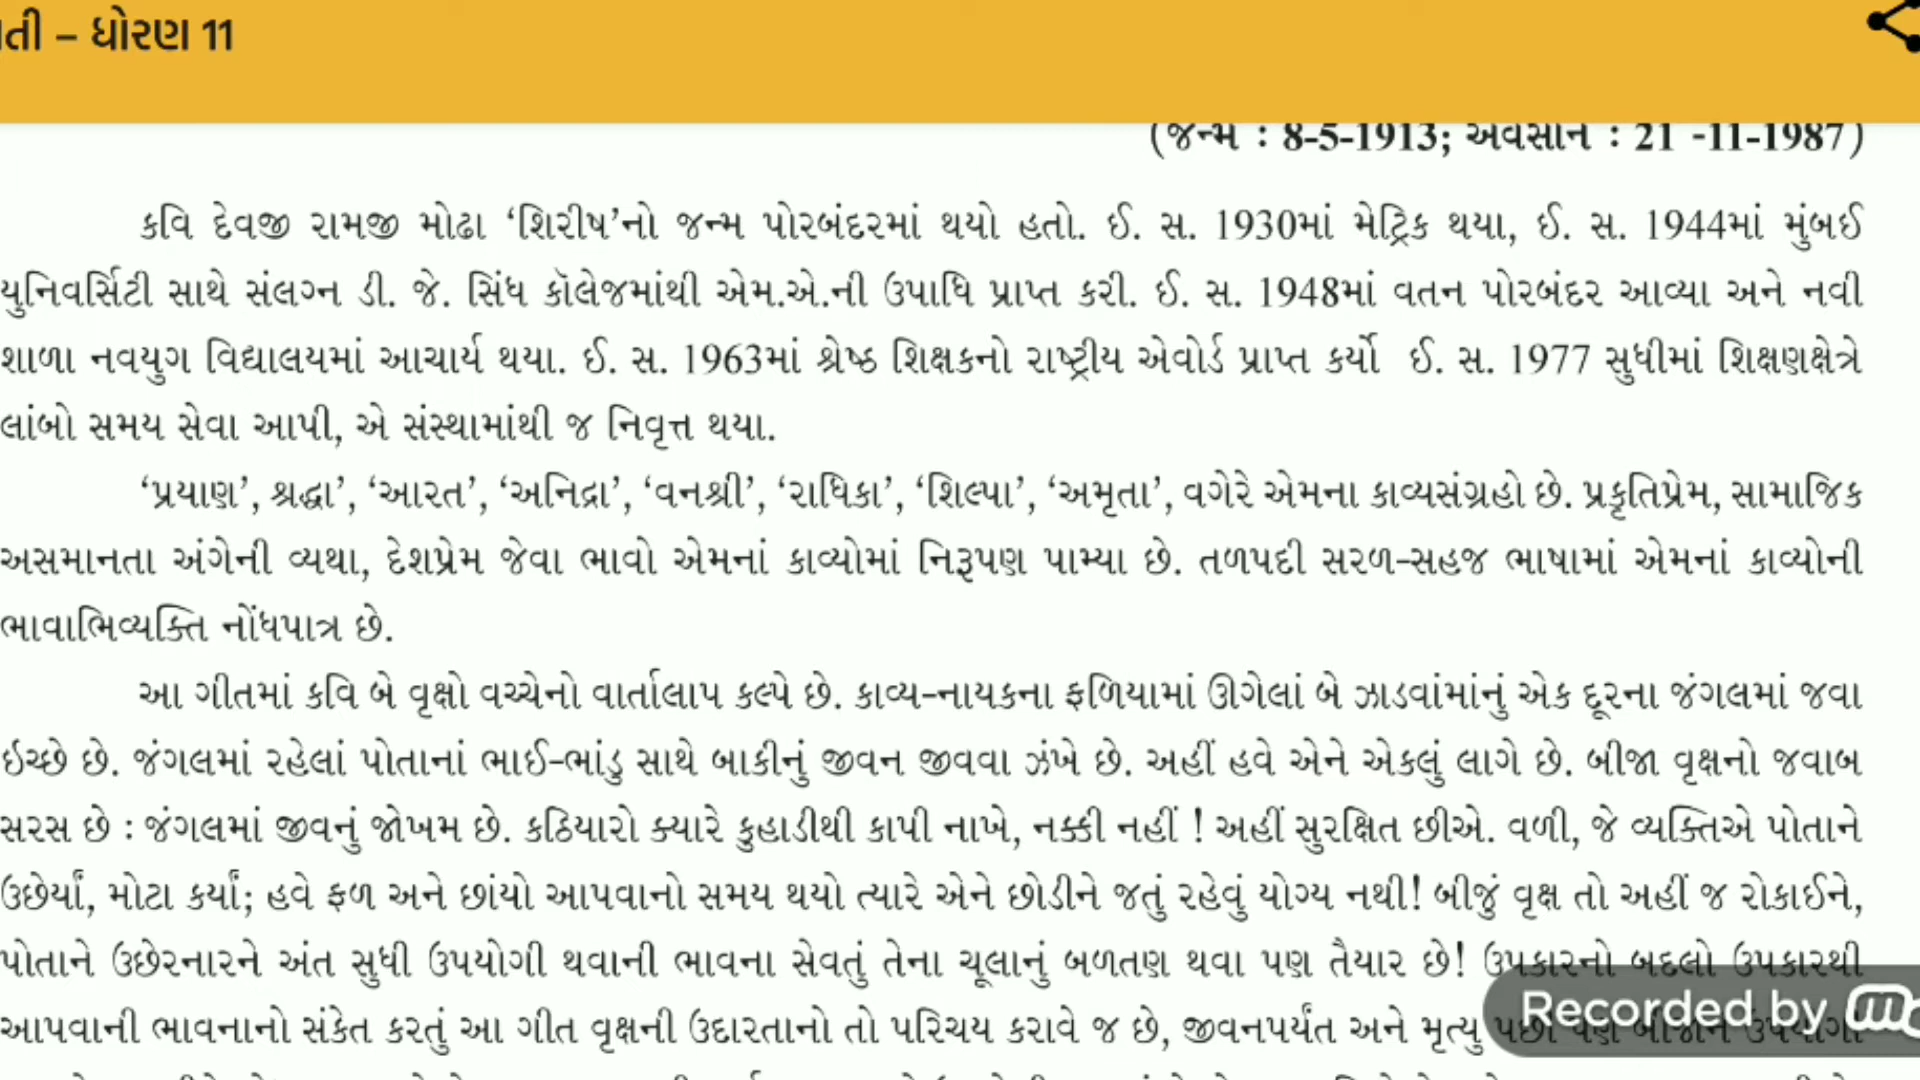 તી – ધોરણ 11
(જન્મ : 8-5-1913; અવસાન : 21 -11-1987)
કવિ દેવજી રામજી મોઢા ‘શિરીષ’નો જન્મ પોરબંદરમાં થયો હતો. ઈ. સ. 1930માં મેટ્રિક થયા, ઈ. સ. 1944માં મુંબઈ
યુનિવર્સિટી સાથે સંલગ્ન ડી. જે. સિંધ કૉલેજમાંથી એમ.એ.ની ઉપાધિ પ્રાપ્ત કરી. ઈ. સ. 1948માં વતન પોરબંદર આવ્યા અને નવી
શાળા નવયુગ વિદ્યાલયમાં આચાર્ય થયા. ઈ. સ. 1963માં શ્રેષ્ઠ શિક્ષકનો રાષ્ટ્રીય એવોર્ડ પ્રાપ્ત કર્યો ઈ. સ. 1977 સુધીમાં શિક્ષણક્ષેત્રે
લાંબો સમય સેવા આપી, એ સંસ્થામાંથી જ નિવૃત્ત થયા.
‘પ્રયાણ’, શ્રદ્ધા’, ‘આરત’, ‘અનિદ્રા’, ‘વનશ્રી’, ‘રાધિકા’, ‘શિલ્પા’, ‘અમૃતા’, વગેરે એમના કાવ્યસંગ્રહો છે. પ્રકૃતિપ્રેમ, સામાજિક
અસમાનતા અંગેની વ્યથા, દેશપ્રેમ જેવા ભાવો એમનાં કાવ્યોમાં નિરૂપણ પામ્યા છે. તળપદી સરળ-સહજ ભાષામાં એમનાં કાવ્યોની
ભાવાભિવ્યક્તિ નોંધપાત્ર છે.
આ ગીતમાં કવિ બે વૃક્ષો વચ્ચેનો વાર્તાલાપ કલ્પે છે. કાવ્ય-નાયકના ફળિયામાં ઊગેલાં બે ઝાડવાંમાંનું એક દૂરના જંગલમાં જવા
ઇચ્છે છે. જંગલમાં રહેલાં પોતાનાં ભાઈ-ભાંડુ સાથે બાકીનું જીવન જીવવા ઝંખે છે. અહીં હવે એને એકલું લાગે છે. બીજા વૃક્ષનો જવાબ
સરસ છે : જંગલમાં જીવનું જોખમ છે. કઠિયારો ક્યારે કુહાડીથી કાપી નાખે, નક્કી નહીં ! અહીં સુરક્ષિત છીએ. વળી, જે વ્યક્તિએ પોતાને
ઉછેર્યાં, મોટા કર્યાં; હવે ફળ અને છાંયો આપવાનો સમય થયો ત્યારે એને છોડીને જતું રહેવું યોગ્ય નથી! બીજું વૃક્ષ તો અહીં જ રોકાઈને,
પોતાને ઉછેરનારને અંત સુધી ઉપયોગી થવાની ભાવના સેવતું તેના ચૂલાનું બળતણ થવા પણ તૈયાર છે! ઉપકારનો બદલો ઉપકારથી
આપવાની ભાવનાનો સંકેત કરતું આ ગીત વૃક્ષની ઉદારતાનો તો પરિચય કરાવે જ છે, જીવનપર્યંત અને મૃત્યુ પછી પણ બીજાને ઉપયોગી
Recorded by